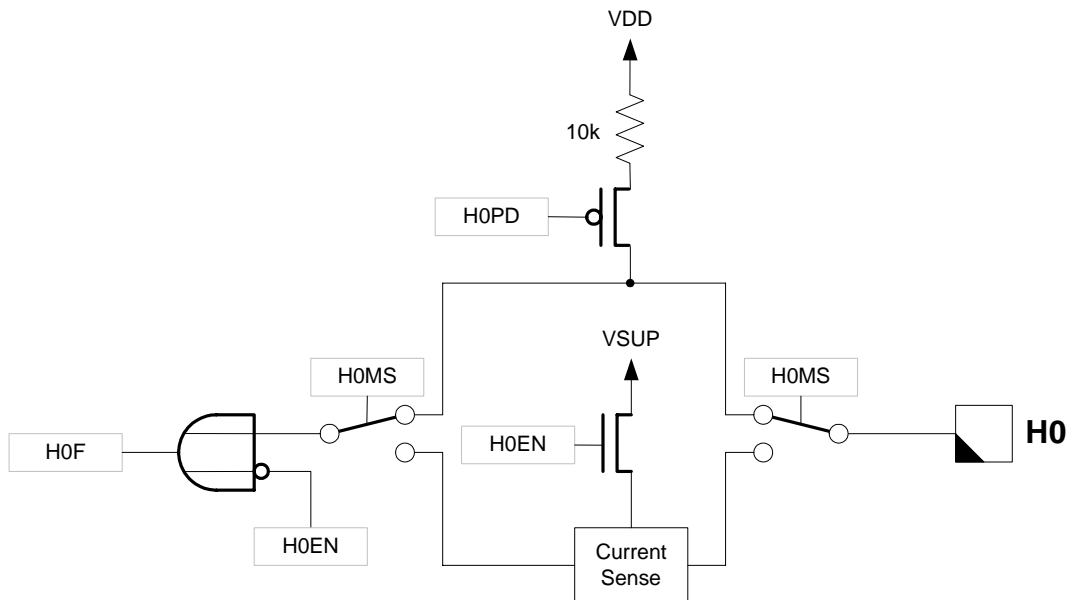 VDD
10k
H0PD
VSUP
H0MS
H0MS
H0EN
H0F
H0
H0EN
Current
Sense